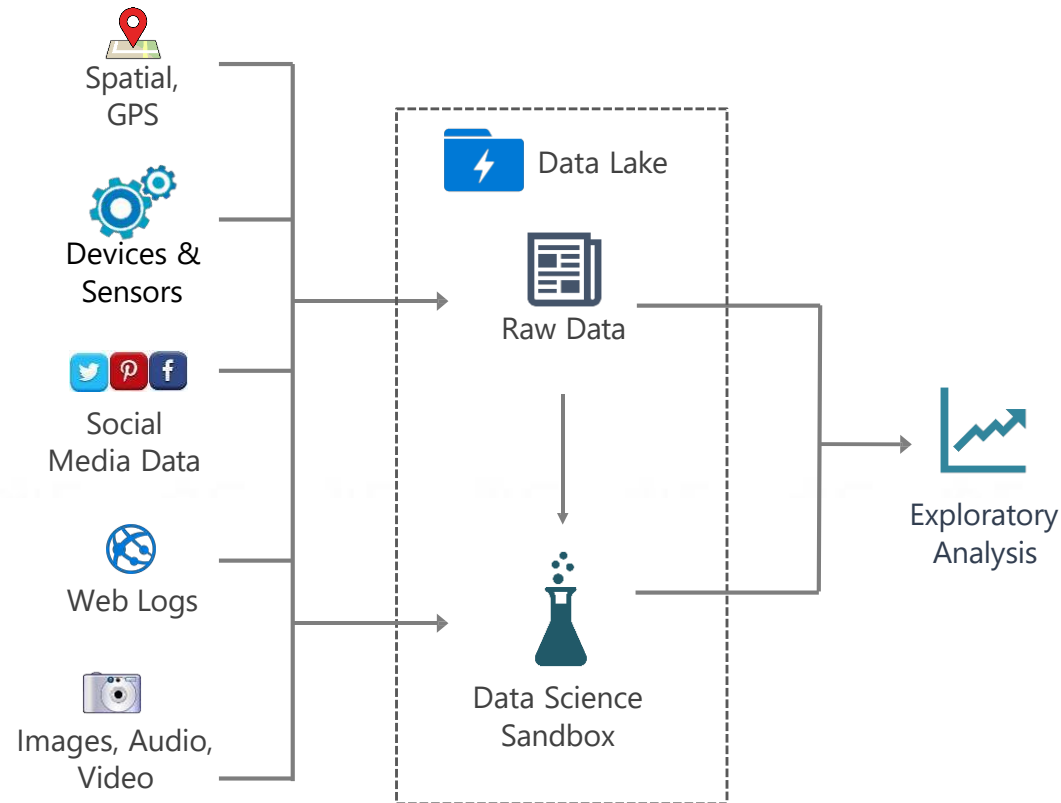 Spatial,
GPS
Devices &
Sensors
Social
Media Data
Web Logs
Images, Audio,
Video
Data Lake
Raw Data
Data Science
Sandbox
Exploratory
Analysis